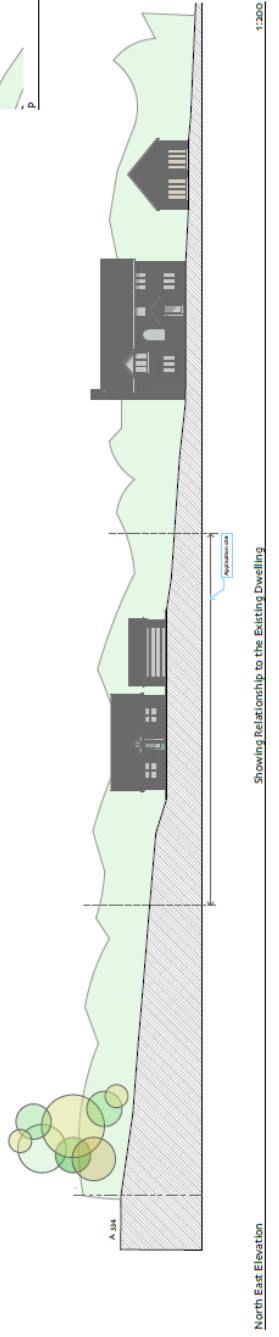 P
A 334
Application site
North East Elevation
Showing Relationship to the Existing Dwelling
1:200